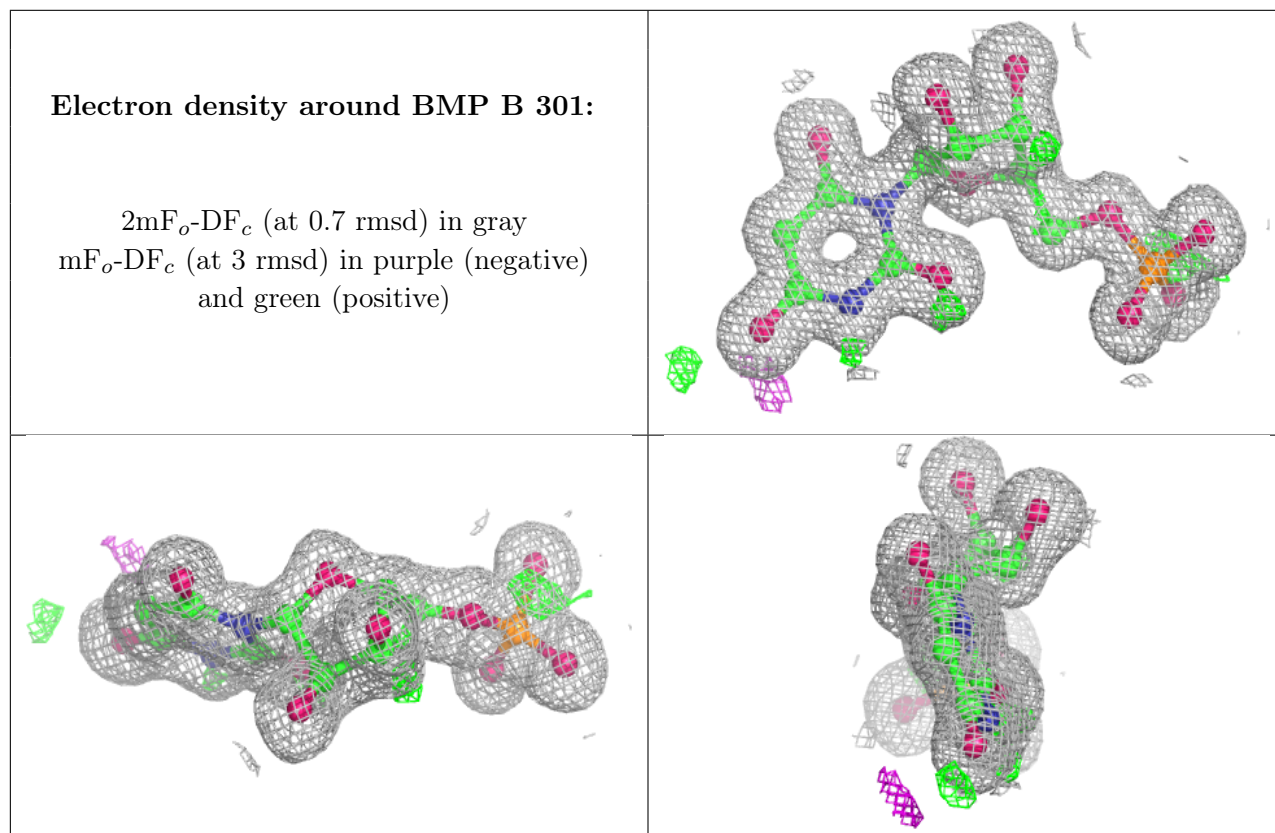 Electron density around BMP B 301:
2mFo-DFc (at 0.7 rmsd) in gray
mFo-DFc (at 3 rmsd) in purple (negative)
and green (positive)